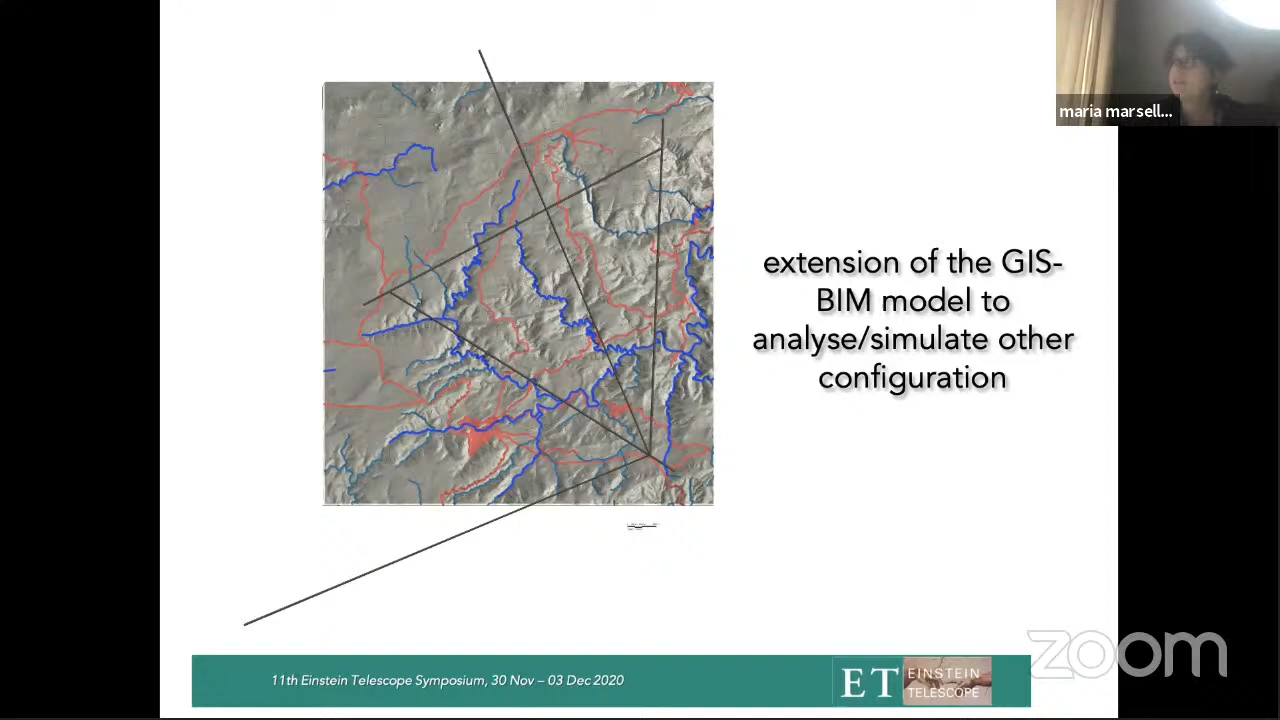 maria marsell...
extension of the GIS-
BIM model to
analyse/simulate other
configuration
11th Einstein Telescope Symposium, 30 Nov – 03 Dec 2020
ET EINSTEIN
TELESCOPE
zoom